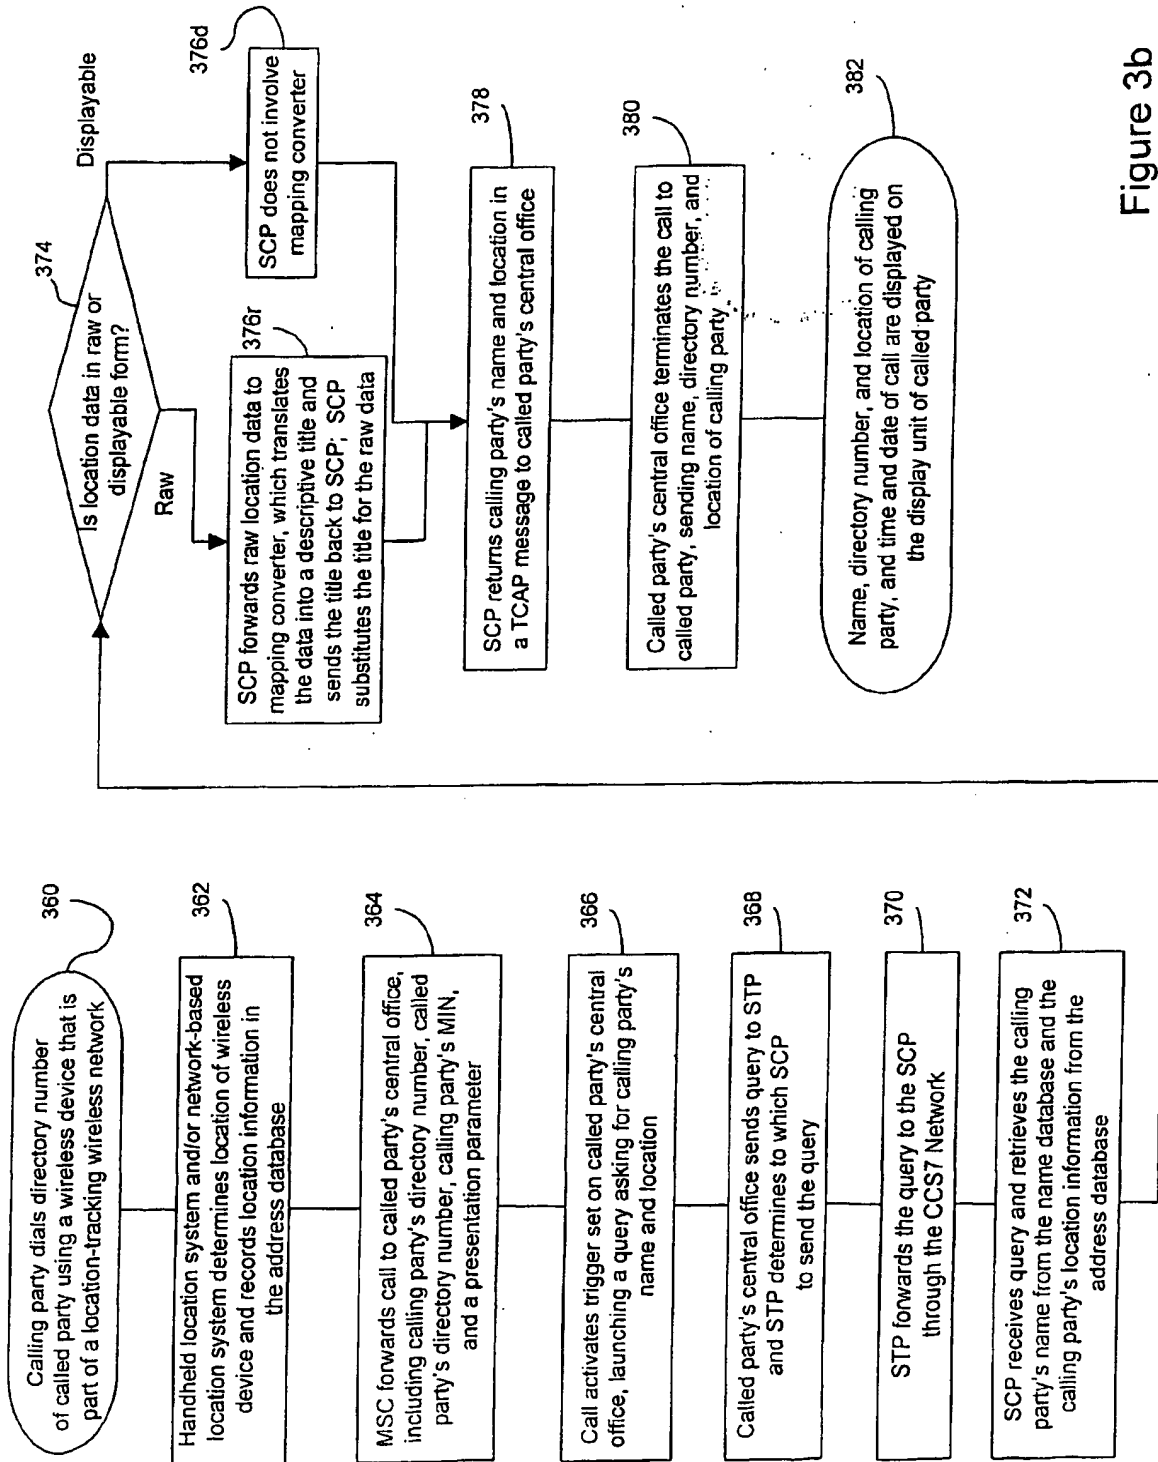 360
Calling party dials directory number
of called party using a wireless device that is
part of a location-tracking wireless network
362
Handheld location system and/or network-based
location system determines location of wireless
device and records location information in
the address database
364
MSC forwards call to called party's central office,
including calling party's directory number, called
party's directory number, calling party's MIN,
and a presentation parameter
366
Call activates trigger set on called party's central
office, launching a query asking for calling party's
name and location
368
Called party's central office sends query to STP
and STP determines to which SCP
to send the query
370
STP forwards the query to the SCP
through the CCS7 Network
372
SCP receives query and retrieves the calling
party's name from the name database and the
calling party's location information from the
address database
374
Is location data in raw or
displayable form?
Raw
Displayable
376r
SCP forwards raw location data to
mapping converter, which translates
the data into a descriptive title and
sends the title back to SCP; SCP
substitutes the title for the raw data
376d
SCP does not involve
mapping converter
378
SCP returns calling party's name and location in
a TCAP message to called party's central office
380
Called party's central office terminates the call to
called party, sending name, directory number, and
location of calling party
382
Name, directory number, and location of calling
party, and time and date of call are displayed on
the display unit of called party
Figure 3b